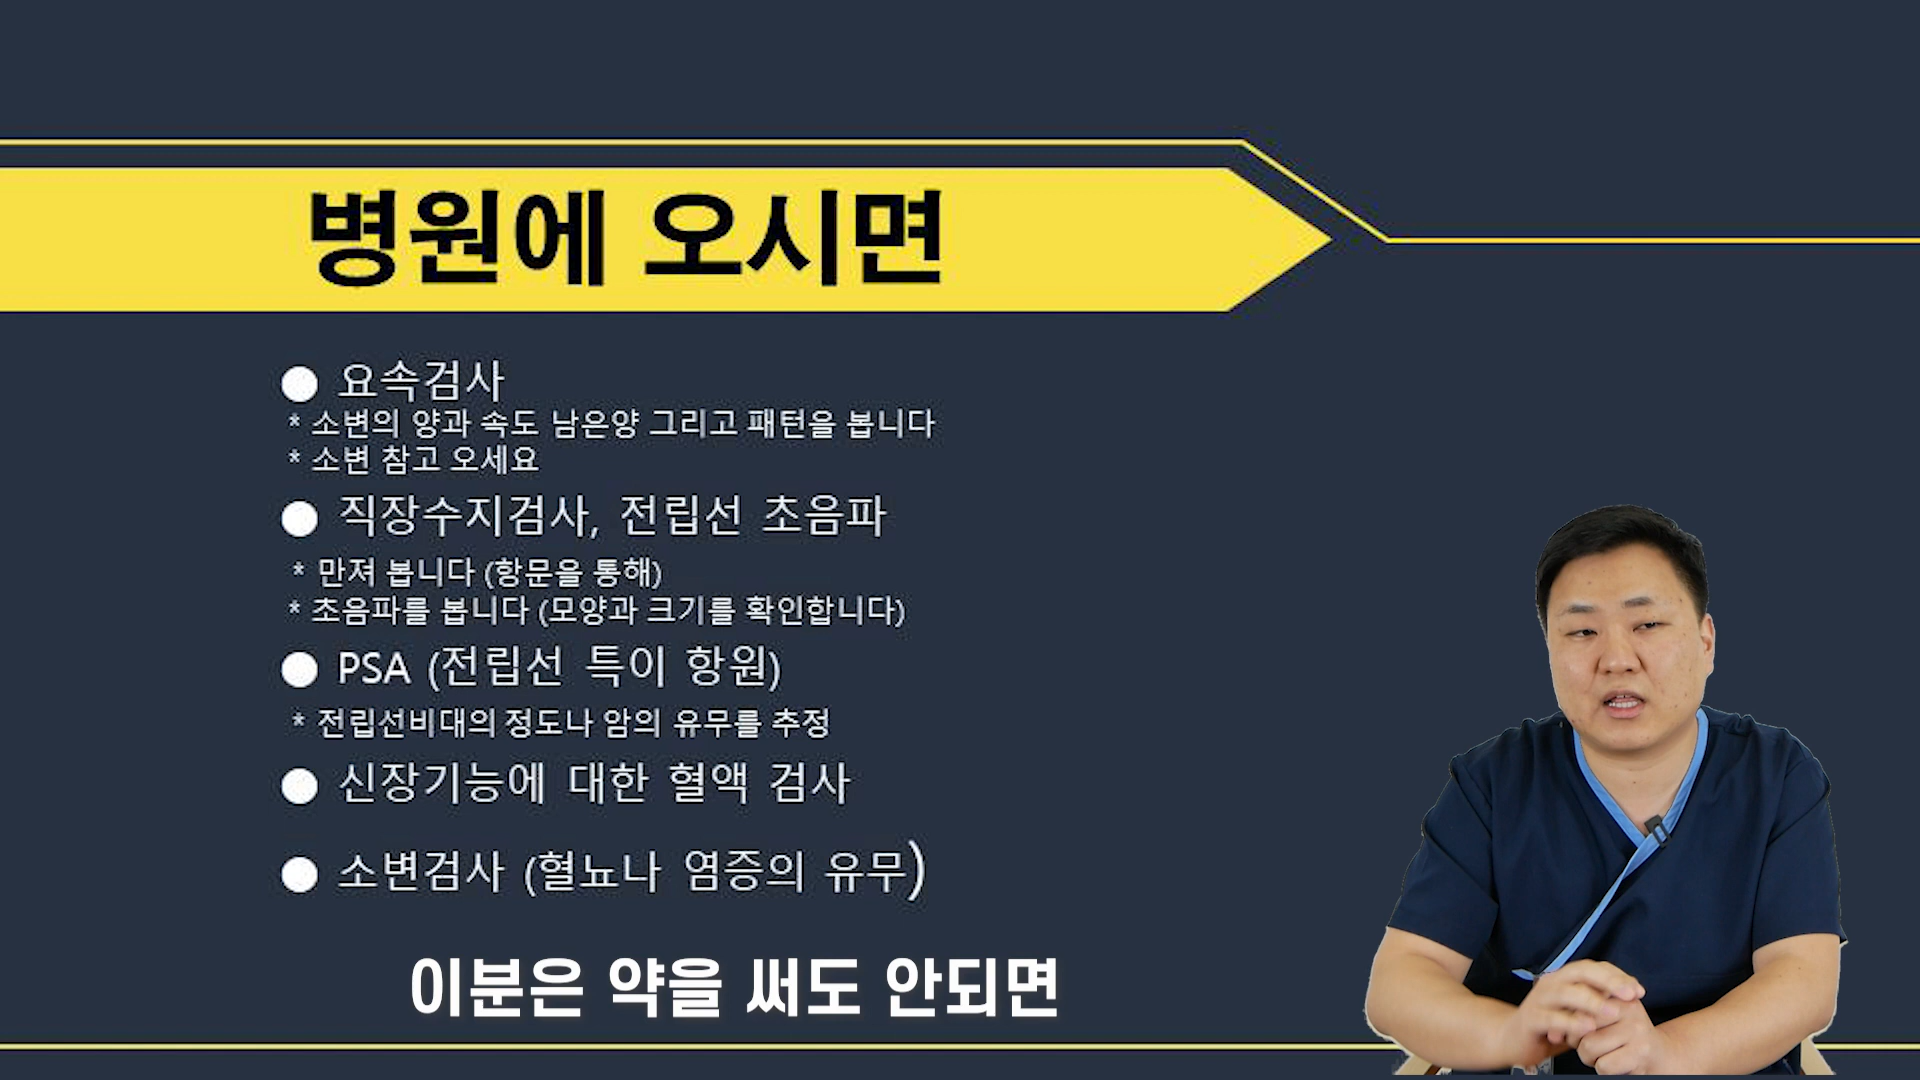 병원에 오시면
● 요속검사
* 소변의 양과 속도 남은양 그리고 패턴을 봅니다
* 소변 참고 오세요
● 직장수지검사, 전립선 초음파
* 만져 봅니다 (항문을 통해)
* 초음파를 봅니다 (모양과 크기를 확인합니다)
● PSA (전립선 특이 항원)
* 전립선비대의 정도나 암의 유무를 추정
● 신장기능에 대한 혈액 검사
● 소변검사 (혈뇨나 염증의 유무)
이분은 약을 써도 안되면